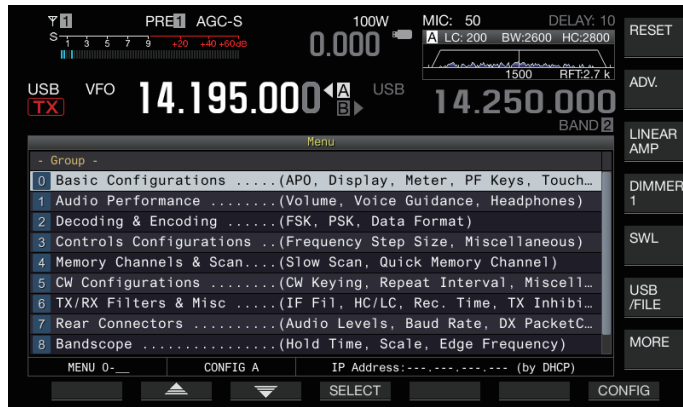 1 PRE1 AGC-S 100W MIC: 50 DELAY: 10
S 1 3 5 7 9 +20 +40 +60dB
0.000
A LC: 200 BW:2600 HC:2800
1500 RFT:2.7 k
USB VFO 14.195.000 A USB 14.250.000
TX B BAND 2
RESET
ADV.
LINEAR
AMP
DIMMER
1
SWL
USB
/FILE
MORE
Menu
- Group -
0 Basic Configurations .....(APO, Display, Meter, PF Keys, Touch…
1 Audio Performance ........(Volume, Voice Guidance, Headphones)
2 Decoding & Encoding ......(FSK, PSK, Data Format)
3 Controls Configurations ..(Frequency Step Size, Miscellaneous)
4 Memory Channels & Scan....(Slow Scan, Quick Memory Channel)
5 CW Configurations ........(CW Keying, Repeat Interval, Miscell…
6 TX/RX Filters & Misc .....(IF Fil, HC/LC, Rec. Time, TX Inhibi…
7 Rear Connectors ..........(Audio Levels, Baud Rate, DX PacketC…
8 Bandscope ................(Hold Time, Scale, Edge Frequency)
MENU 0-__ CONFIG A IP Address:---.---.---.--- (by DHCP)
SELECT CONFIG